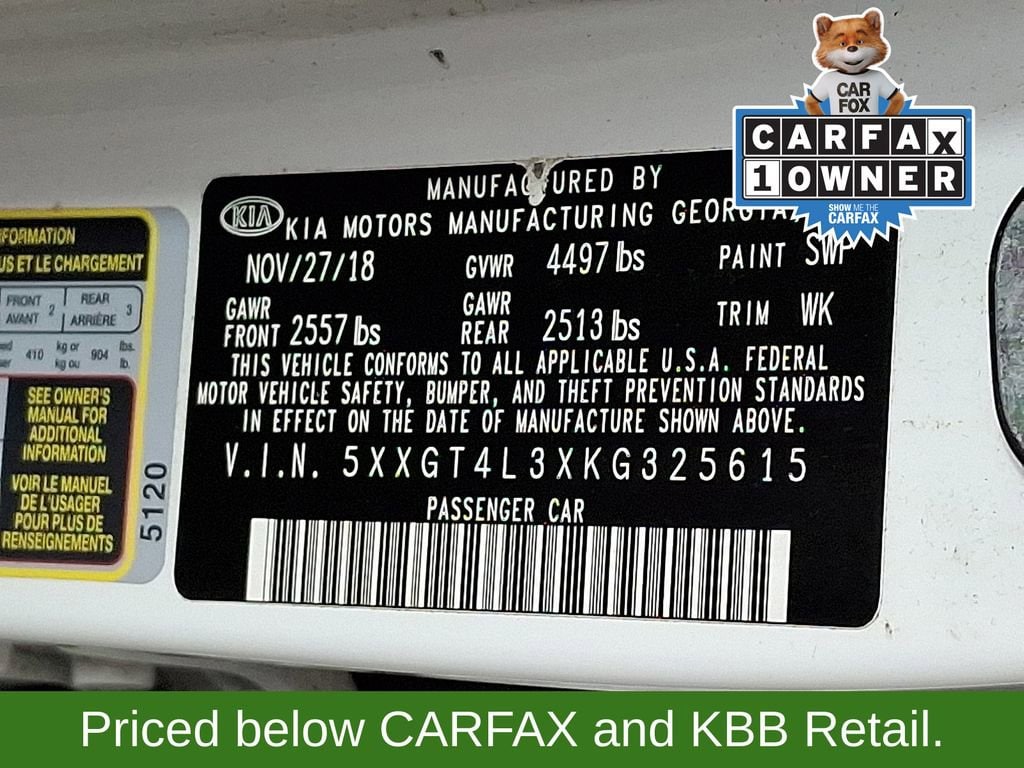 CAR
FOX
CARFAX
1 OWNER
SHOW ME THE
CARFAX
MANUFACTURED BY
KIA KIA MOTORS MANUFACTURING GEORGIA
NOV/27/18 GVWR 4497 lbs PAINT SWP
GAWR FRONT 2557 lbs GAWR REAR 2513 lbs TRIM WK
THIS VEHICLE CONFORMS TO ALL APPLICABLE U.S.A. FEDERAL
MOTOR VEHICLE SAFETY, BUMPER, AND THEFT PREVENTION STANDARDS
IN EFFECT ON THE DATE OF MANUFACTURE SHOWN ABOVE.
V.I.N. 5XXGT4L3XKG325615
PASSENGER CAR
US ET LE CHARGEMENT
FRONT
AVANT 2
REAR
ARRIÈRE 3
410 kg or 904 lbs.
kg ou lb.
SEE OWNER'S
MANUAL FOR
ADDITIONAL
INFORMATION
VOIR LE MANUEL
DE L'USAGER
POUR PLUS DE
RENSEIGNEMENTS
5120
Priced below CARFAX and KBB Retail.